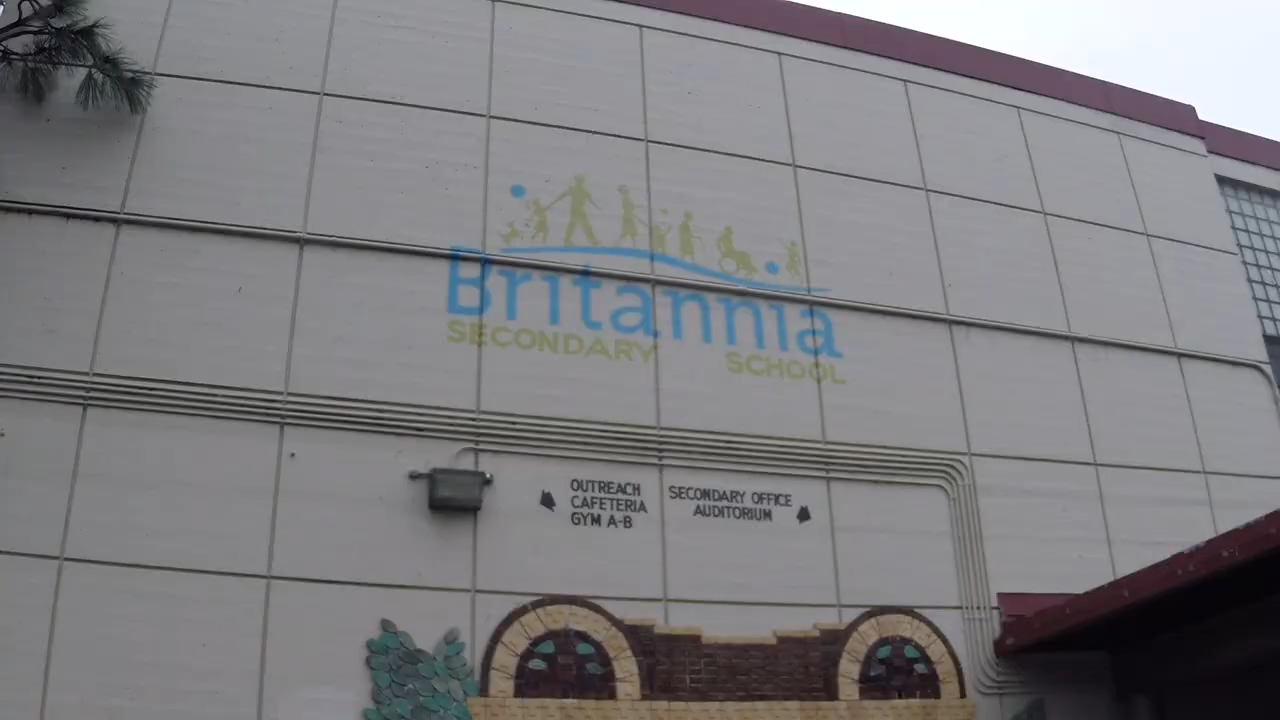 Britannia
SECONDARY SCHOOL
OUTREACH
CAFETERIA
GYM A-B
SECONDARY OFFICE
AUDITORIUM